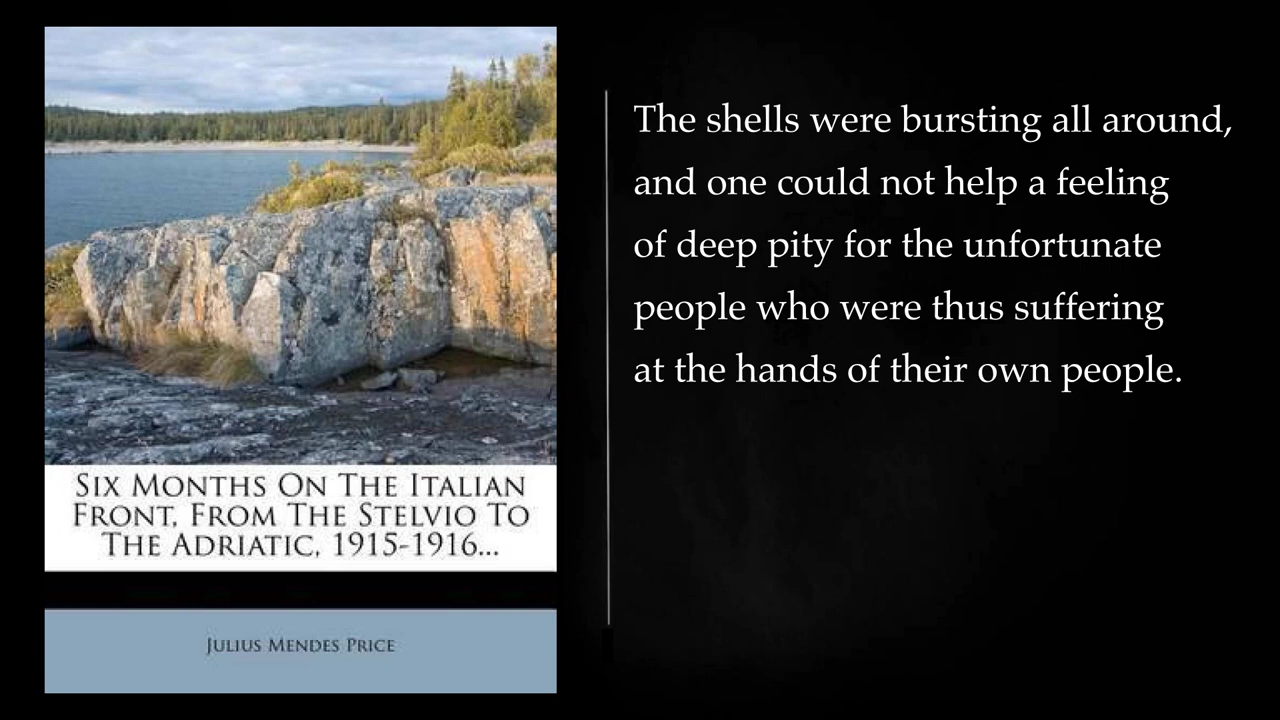 Six Months On The Italian
Front, From The Stelvio To
The Adriatic, 1915-1916...
Julius Mendes Price
The shells were bursting all around,
and one could not help a feeling
of deep pity for the unfortunate
people who were thus suffering
at the hands of their own people.